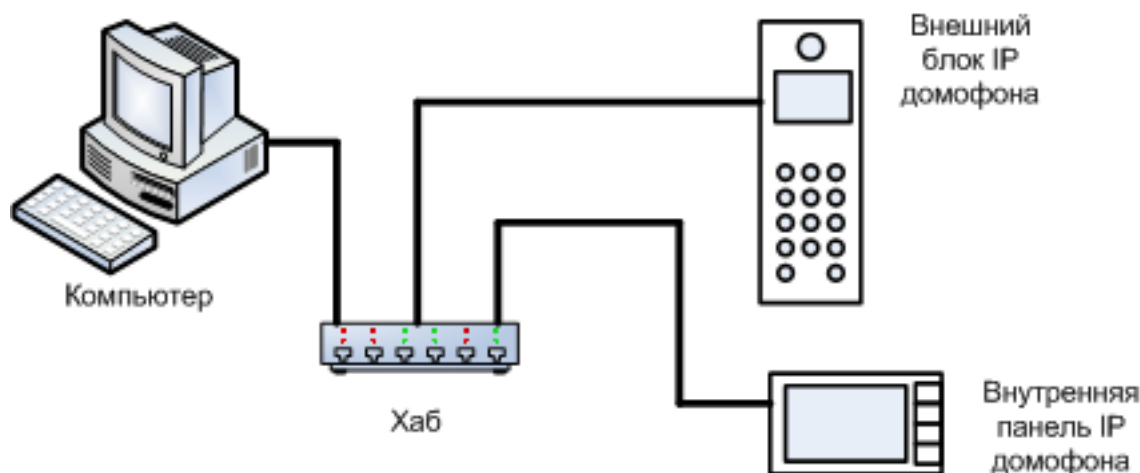 Внешний
блок IP
домофона
Компьютер
Хаб
Внутренняя
панель IP
домофона